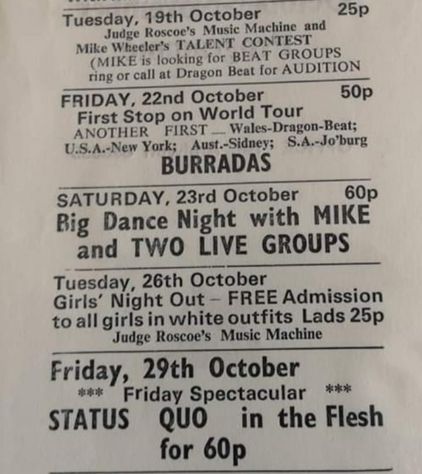 Tuesday, 19th October 25p
Judge Roscoe's Music Machine and
Mike Wheeler's TALENT CONTEST
(MIKE is looking for BEAT GROUPS
ring or call at Dragon Beat for AUDITION
FRIDAY, 22nd October 50p
First Stop on World Tour
ANOTHER FIRST — Wales-Dragon-Beat;
U.S.A.-New York; Aust.-Sidney; S.A.-Jo'burg
BURRADAS
SATURDAY, 23rd October 60p
Big Dance Night with MIKE
and TWO LIVE GROUPS
Tuesday, 26th October
Girls' Night Out – FREE Admission
to all girls in white outfits Lads 25p
Judge Roscoe's Music Machine
Friday, 29th October
*** Friday Spectacular ***
STATUS QUO in the Flesh
for 60p